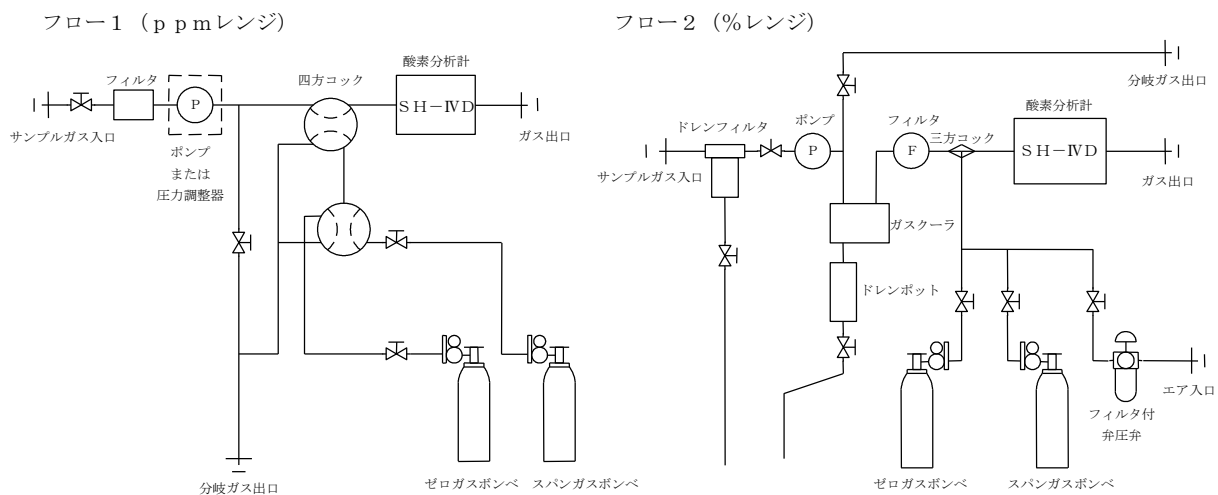 フロー１（ｐｐｍレンジ）
フィルタ
P
四方コック
酸素分析計
ＳＨ－ⅣＤ
サンプルガス入口
ポンプ
または
圧力調整器
ガス出口
分岐ガス出口
ゼロガスボンベ
スパンガスボンベ
フロー２（％レンジ）
分岐ガス出口
ドレンフィルタ
ポンプ
P
フィルタ
F
三方コック
酸素分析計
ＳＨ－ⅣＤ
サンプルガス入口
ガス出口
ガスクーラ
ドレンポット
エア入口
フィルタ付
弁圧弁
ゼロガスボンベ
スパンガスボンベ